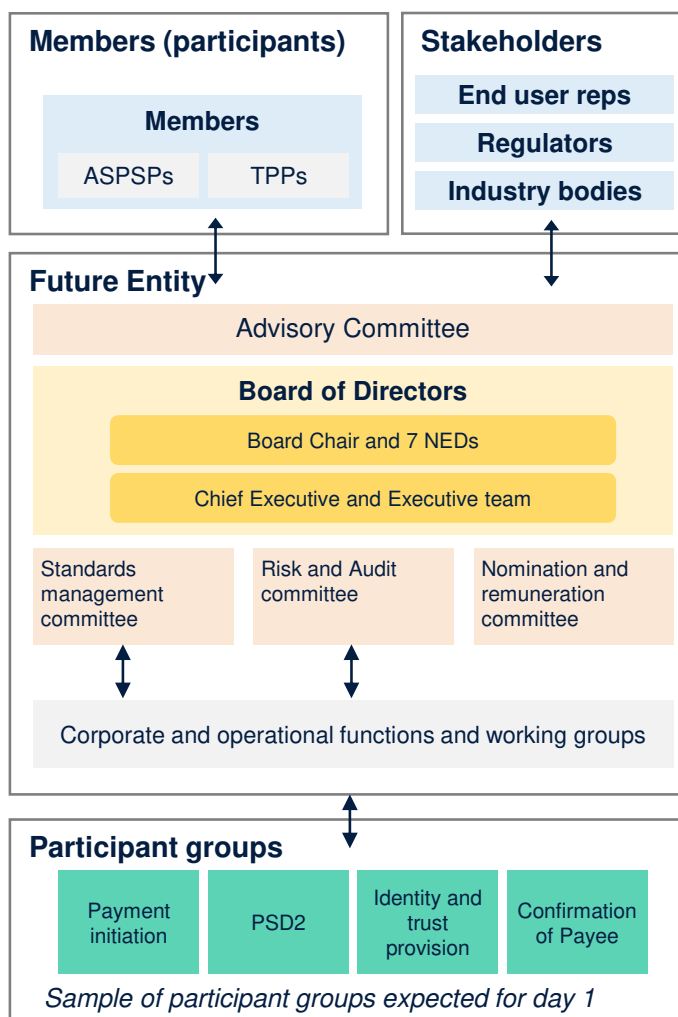 Members (participants)
Members
ASPSPs
TPPs
Stakeholders
End user reps
Regulators
Industry bodies
Future Entity
Advisory Committee
Board of Directors
Board Chair and 7 NEDs
Chief Executive and Executive team
Standards
management
committee
Risk and Audit
committee
Nomination and
remuneration
committee
Corporate and operational functions and working groups
Participant groups
Payment
initiation
PSD2
Identity and
trust
provision
Confirmation
of Payee
Sample of participant groups expected for day 1